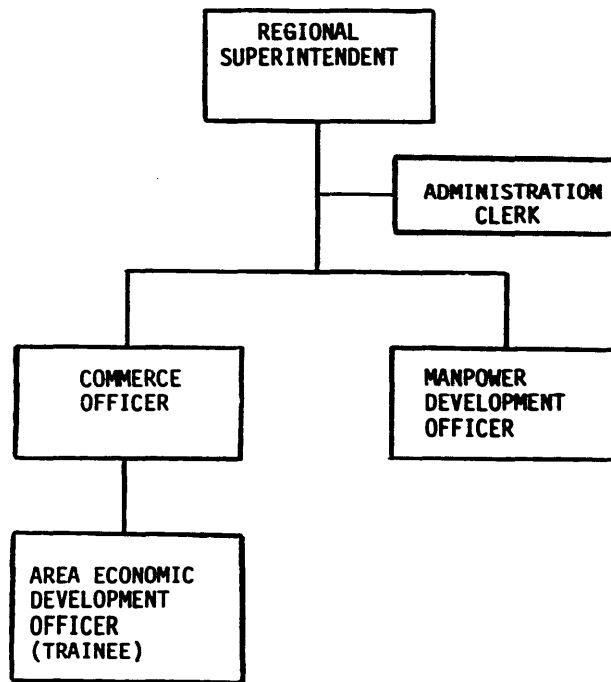 REGIONAL
SUPERINTENDENT
ADMINISTRATION
CLERK
COMMERCE
OFFICER
MANPOWER
DEVELOPMENT
OFFICER
AREA ECONOMIC
DEVELOPMENT
OFFICER
(TRAINEE)